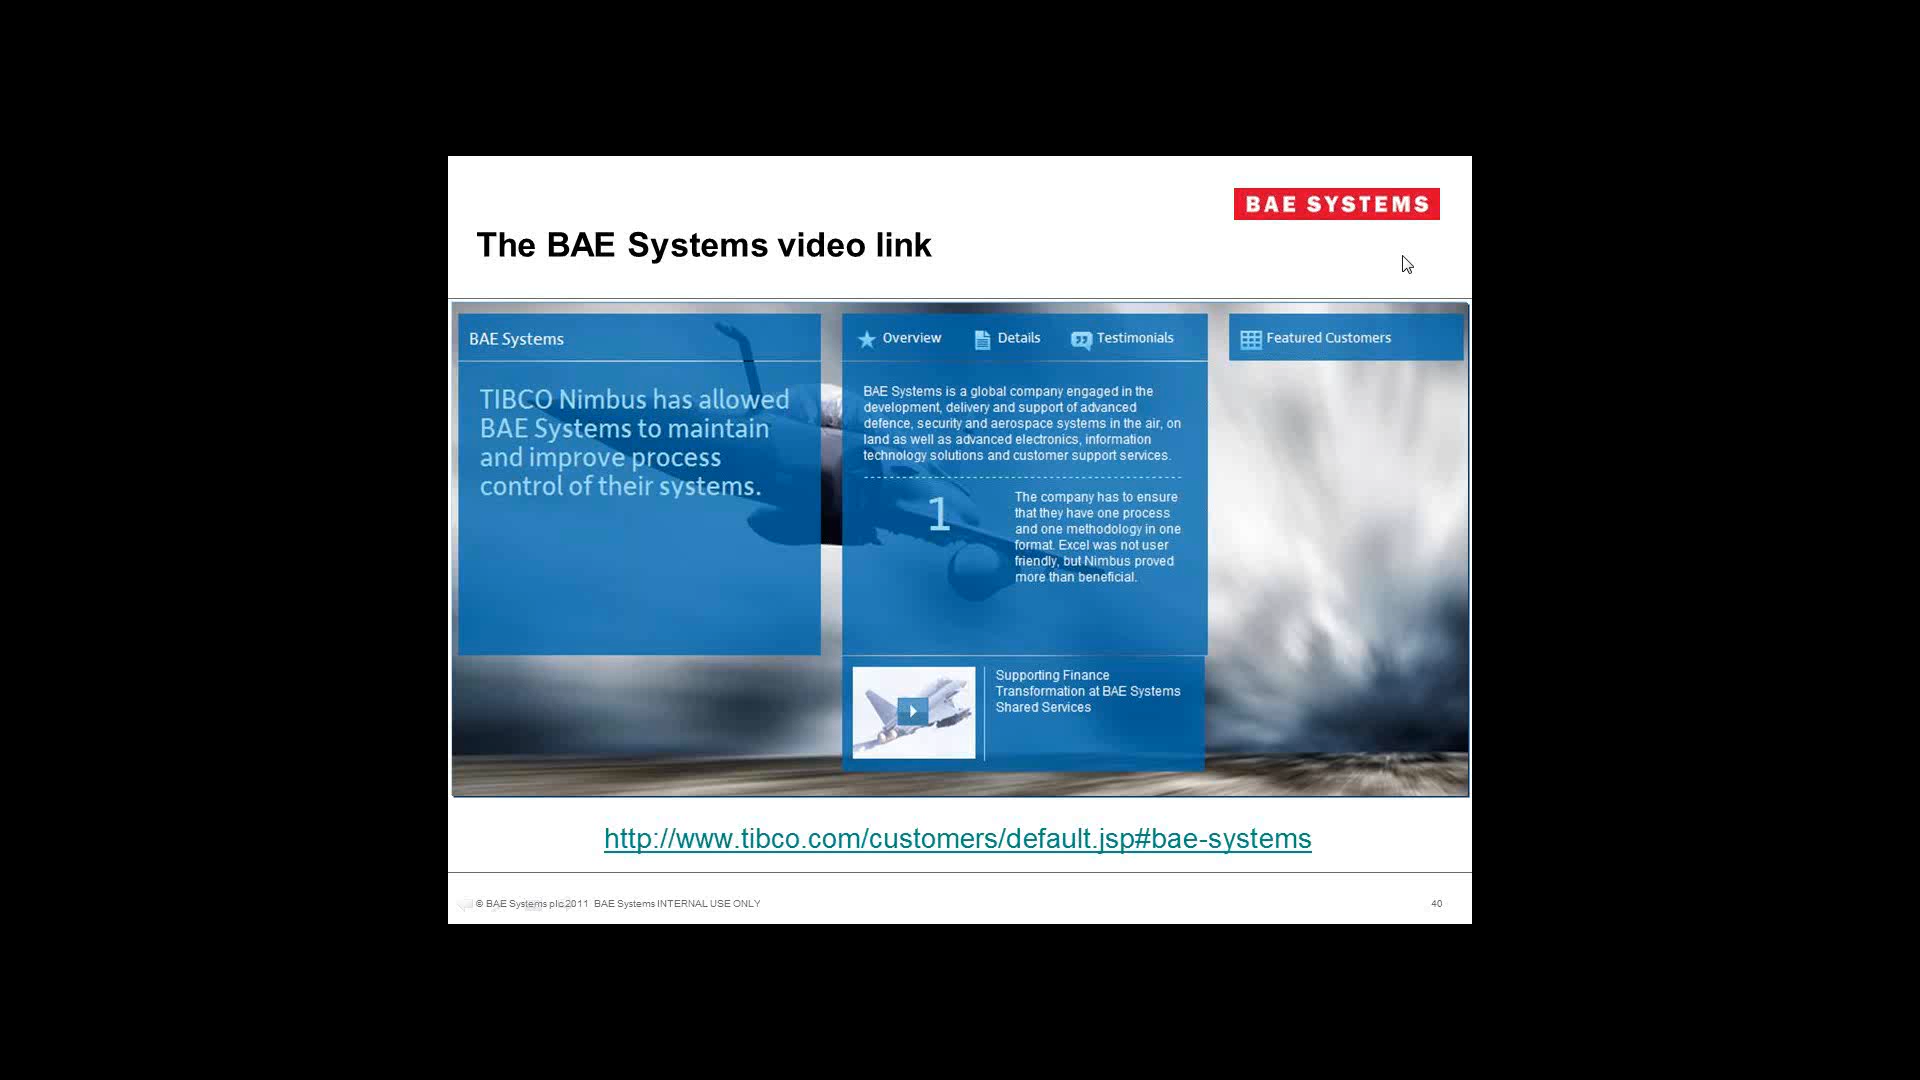 BAE SYSTEMS
The BAE Systems video link
BAE Systems
TIBCO Nimbus has allowed
BAE Systems to maintain
and improve process
control of their systems.
Overview
Details
Testimonials
BAE Systems is a global company engaged in the
development, delivery and support of advanced
defence, security and aerospace systems in the air, on
land as well as advanced electronics, information
technology solutions and customer support services.
1
The company has to ensure
that they have one process
and one methodology in one
format. Excel was not user
friendly, but Nimbus proved
more than beneficial.
Supporting Finance
Transformation at BAE Systems
Shared Services
Featured Customers
http://www.tibco.com/customers/default.jsp#bae-systems
© BAE Systems plc 2011 BAE Systems INTERNAL USE ONLY
40